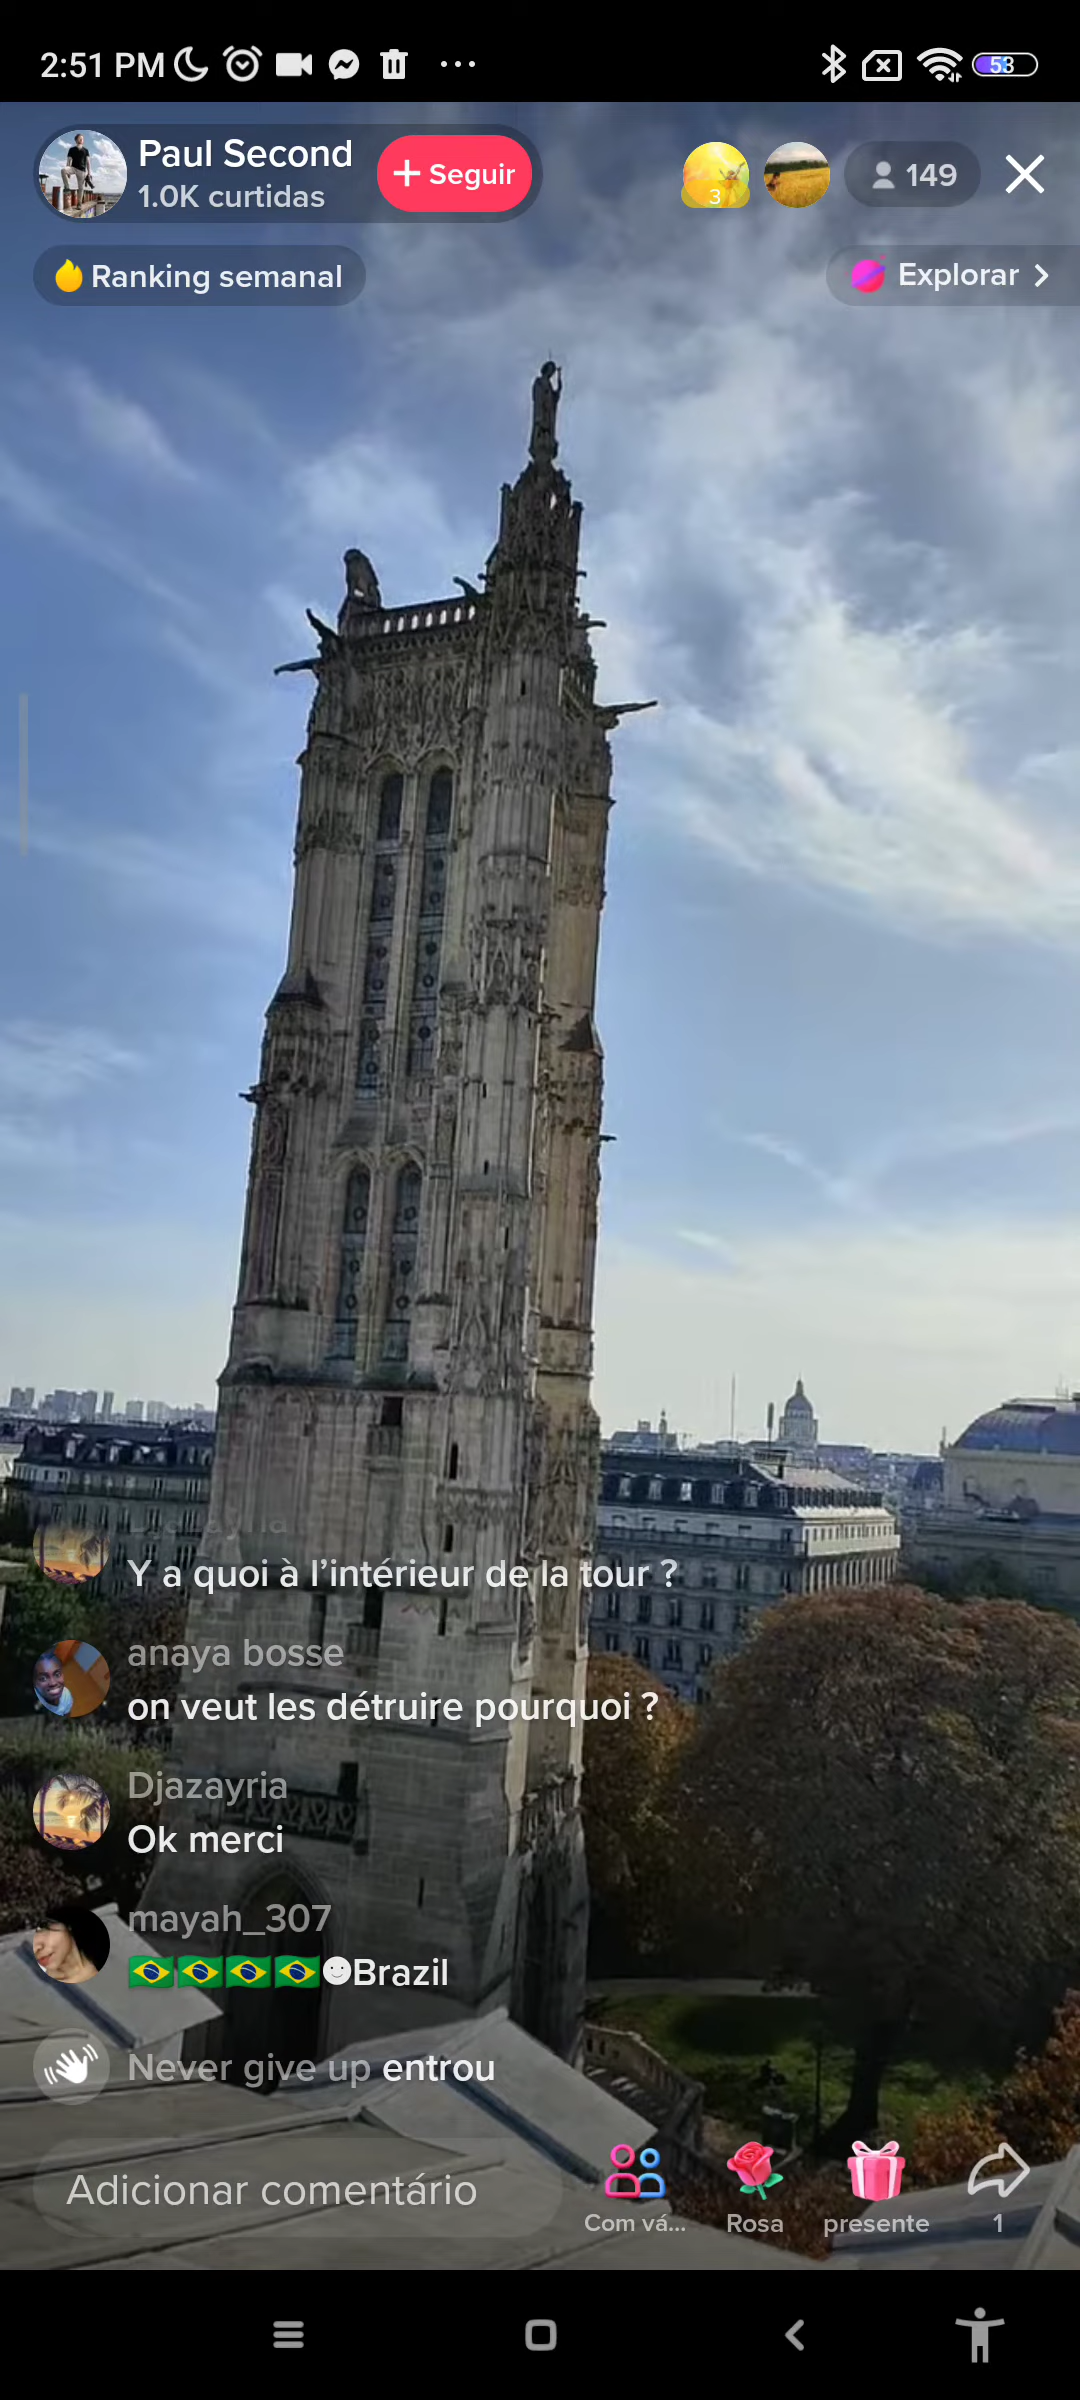 2:51 PM
53
Paul Second
1.0K curtidas
+ Seguir
3
149
Ranking semanal
Explorar
Djazayria
Y a quoi à l’intérieur de la tour ?
anaya bosse
on veut les détruire pourquoi ?
Djazayria
Ok merci
mayah_307
🇧🇷🇧🇷🇧🇷🇧🇷☻Brazil
Never give up entrou
Adicionar comentário
Com vá...
Rosa
presente
1